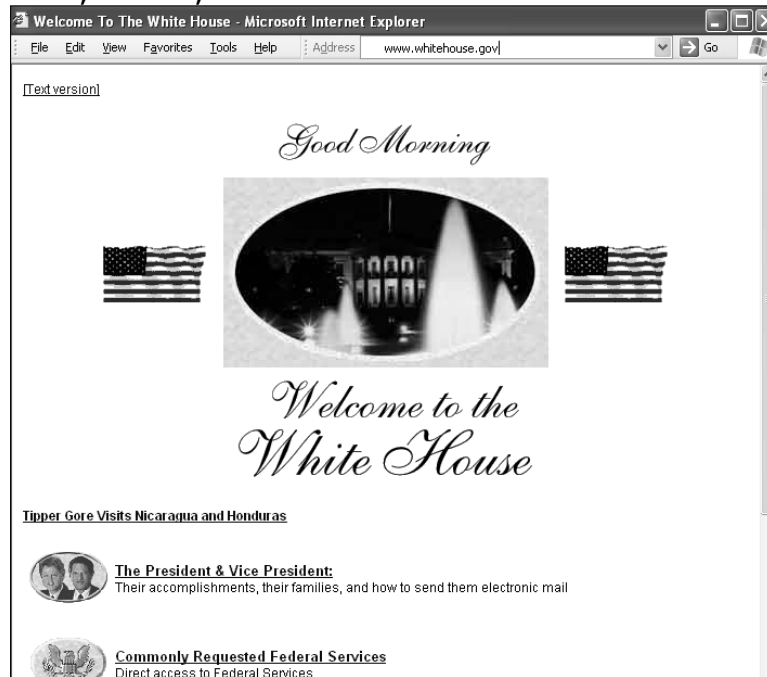 Welcome To The White House - Microsoft Internet Explorer
File Edit View Favorites Tools Help Address www.whitehouse.gov
Go
[Text version]
Good Morning
Welcome to the
White House
Tipper Gore Visits Nicaragua and Honduras
The President & Vice President:
Their accomplishments, their families, and how to send them electronic mail
Commonly Requested Federal Services
Direct access to Federal Services